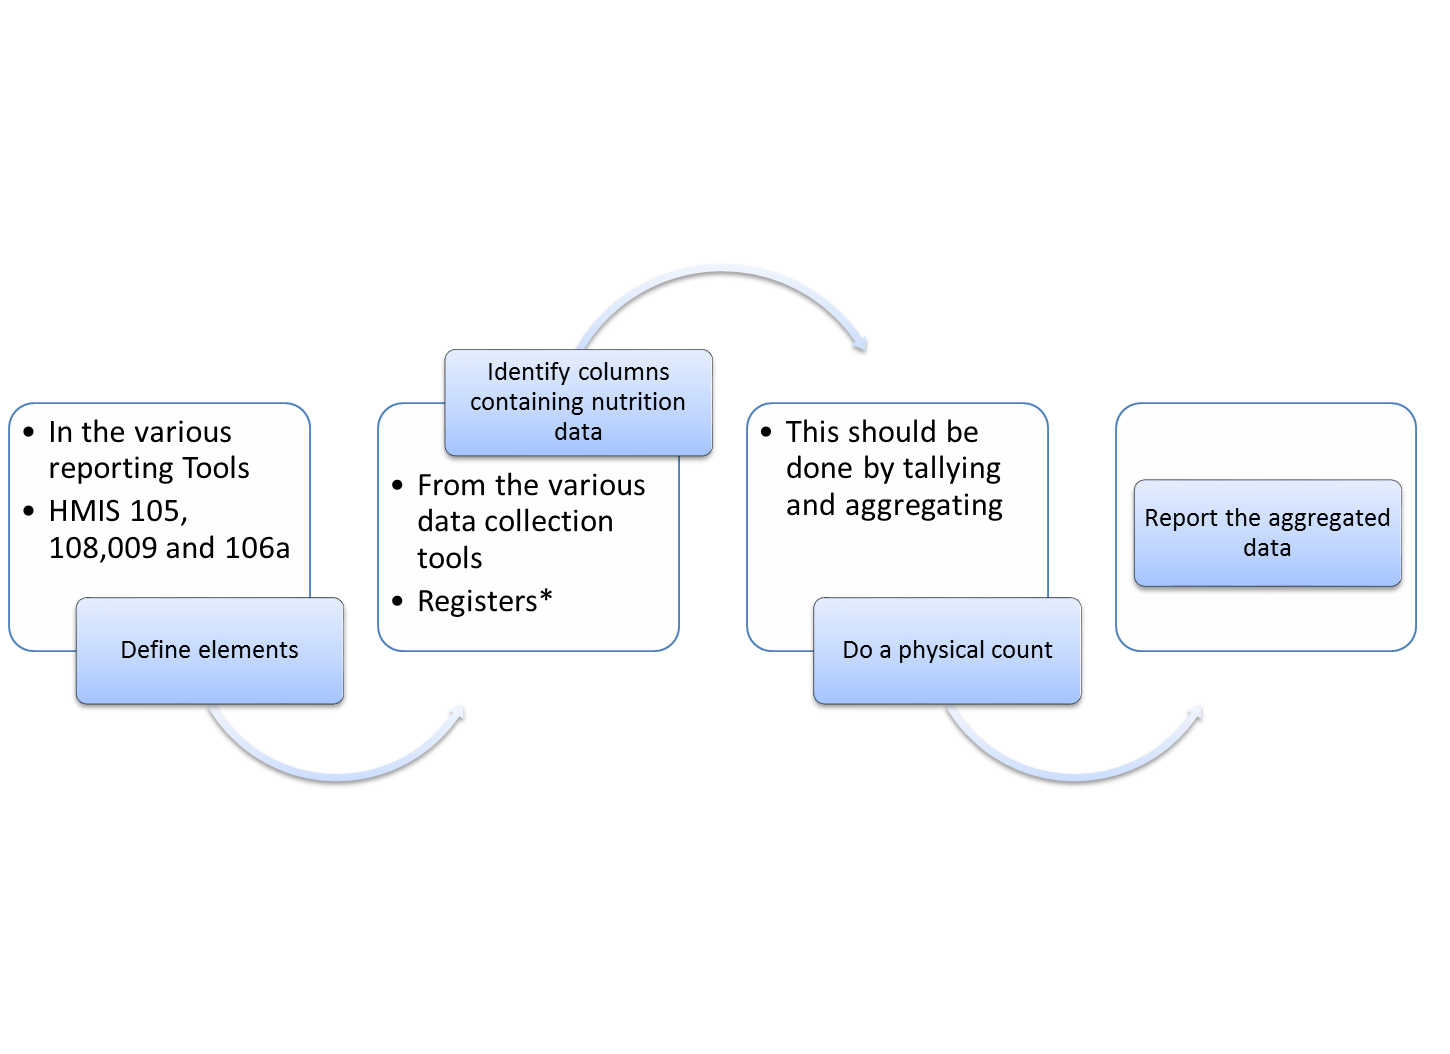 • In the various
reporting Tools
• HMIS 105,
108,009 and 106a
Define elements
Identify columns
containing nutrition
data
• From the various
data collection
tools
• Registers*
• This should be
done by tallying
and aggregating
Do a physical count
Report the aggregated
data